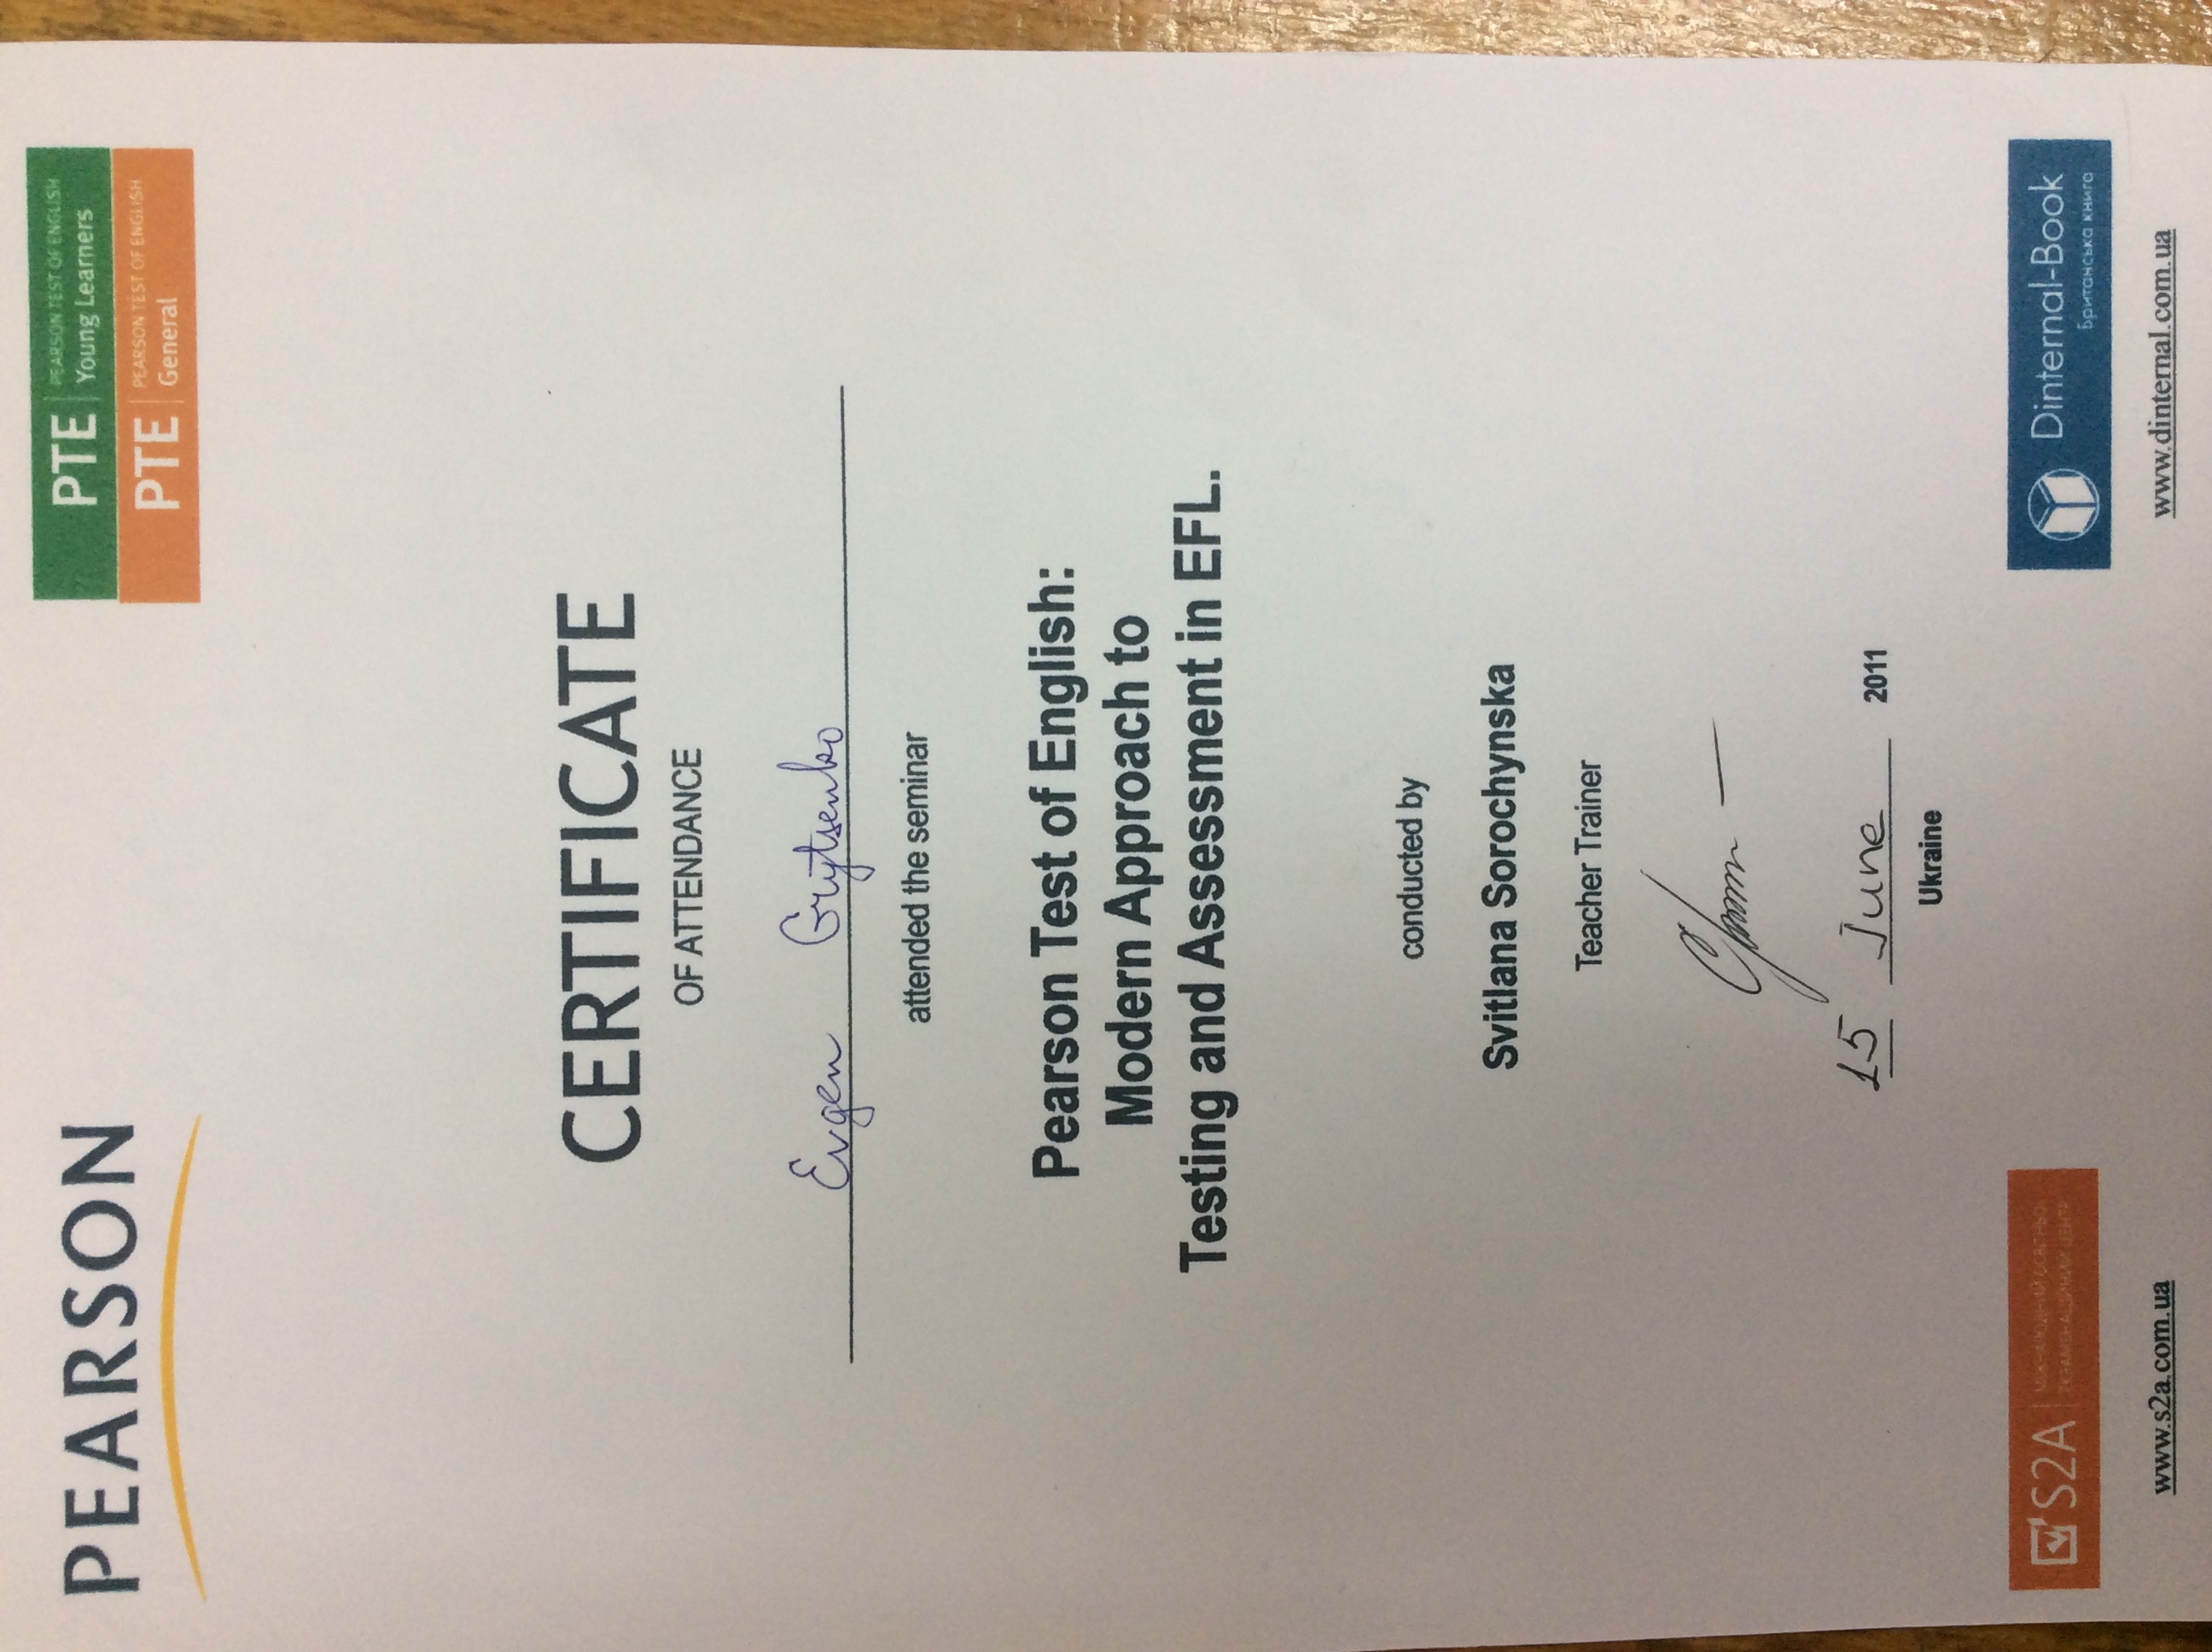 PEARSON
PTE | PEARSON TEST OF ENGLISH
Young Learners
PTE | PEARSON TEST OF ENGLISH
General
CERTIFICATE
OF ATTENDANCE
Evgen Grytsenko
attended the seminar
Pearson Test of English:
Modern Approach to
Testing and Assessment in EFL.
conducted by
Svitlana Sorochynska
Teacher Trainer
15 June 2011
Ukraine
S2A
Dinternal-Book
британська книга
www.s2a.com.ua
www.dinternal.com.ua